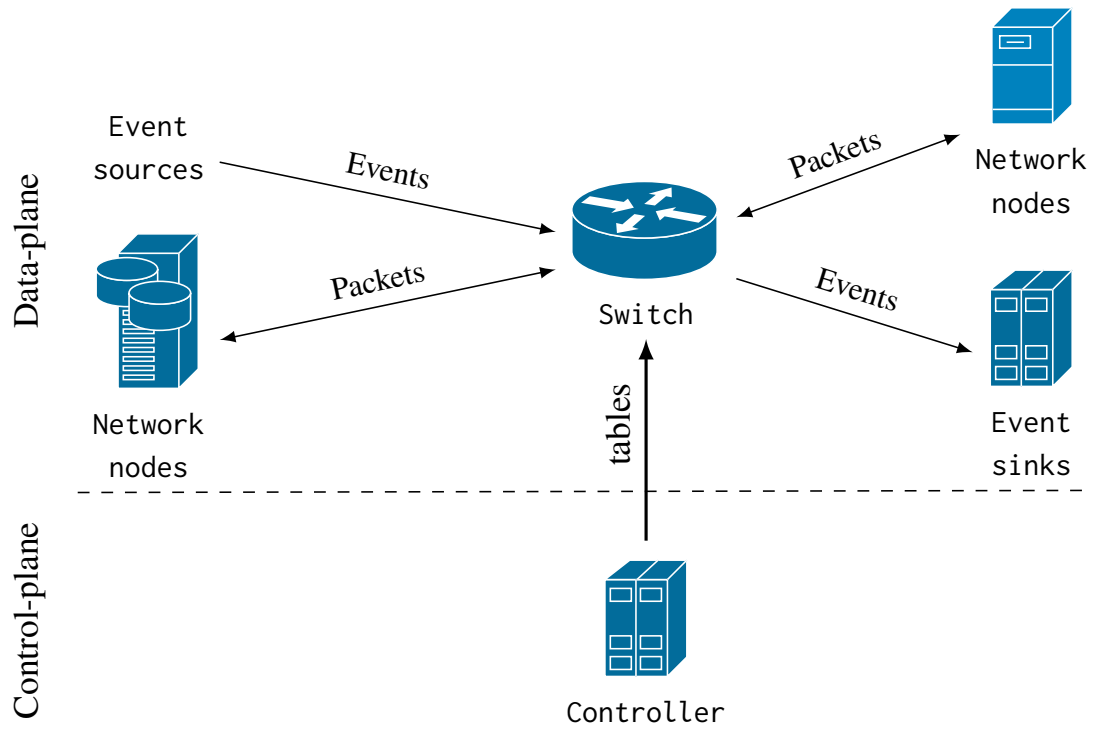 Data-plane
Event
sources
Events
Packets
Network
nodes
Switch
Packets
Network
nodes
Events
Event
sinks
tables
Control-plane
Controller